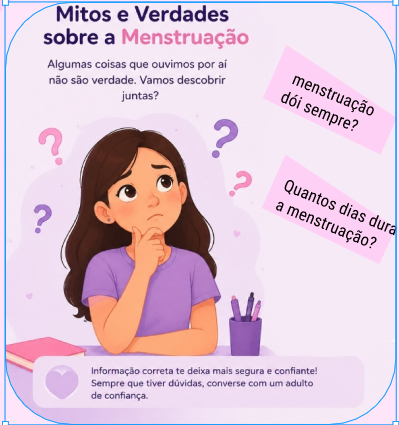 Mitos e Verdades
sobre a Menstruação
Algumas coisas que ouvimos por aí
não são verdade. Vamos descobrir
juntas?
menstruação
dói sempre?
Quantos dias dura
a menstruação?
Informação correta te deixa mais segura e confiante!
Sempre que tiver dúvidas, converse com um adulto
de confiança.